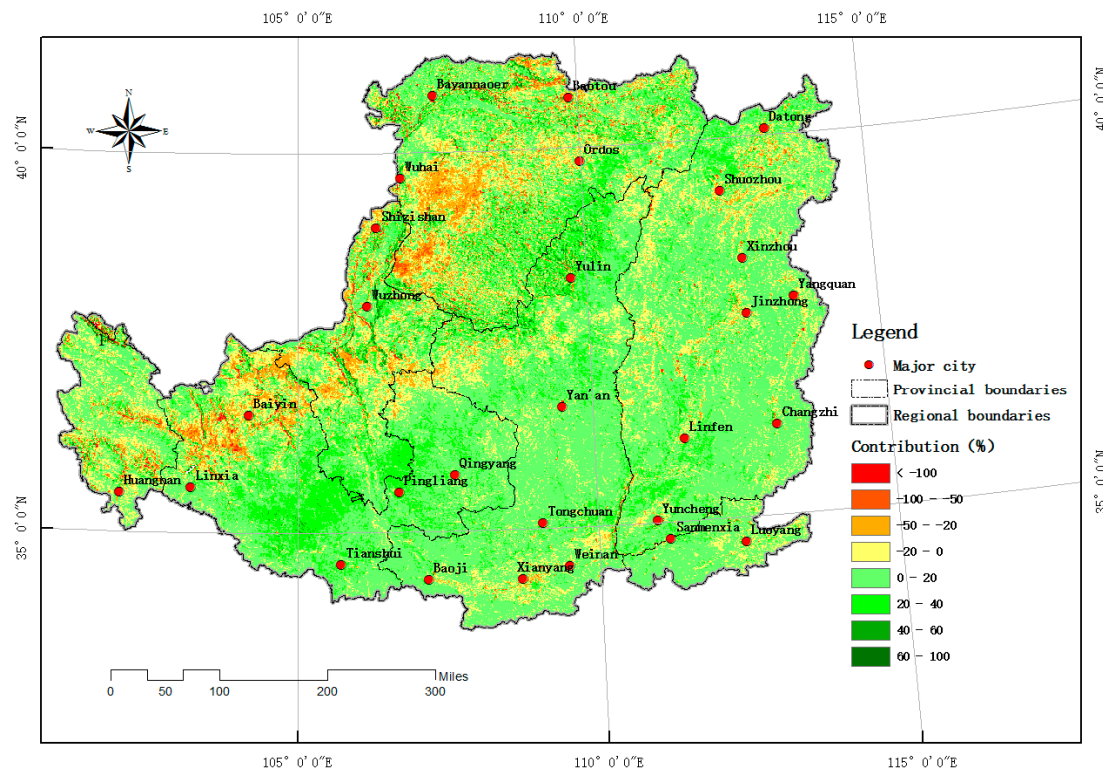 105° 0′0″E
110° 0′0″E
115° 0′0″E
40° 0′0″N
40° 0′0″N
N
W
E
S
Bayannaoer
Baotou
Datong
Ordos
Wuhai
Shuozhou
Shizishan
Xinzhou
Yulin
Yangquan
Wuzhong
Jinzhong
Legend
Major city
Provincial boundaries
Regional boundaries
Yan'an
Baiyin
Changzhi
Linfen
Contribution (%)
< -100
-100 - -50
-50 - -20
-20 - 0
0 - 20
20 - 40
40 - 60
60 - 100
Qingyang
Huangnan
Linxia
Pingliang
35° 0′0″N
35° 0′0″N
Tongchuan
Yuncheng
Sanmenxia
Luoyang
Tianshui
Baoji
Xianyang
Weinan
Miles
0
50
100
200
300
105° 0′0″E
110° 0′0″E
115° 0′0″E